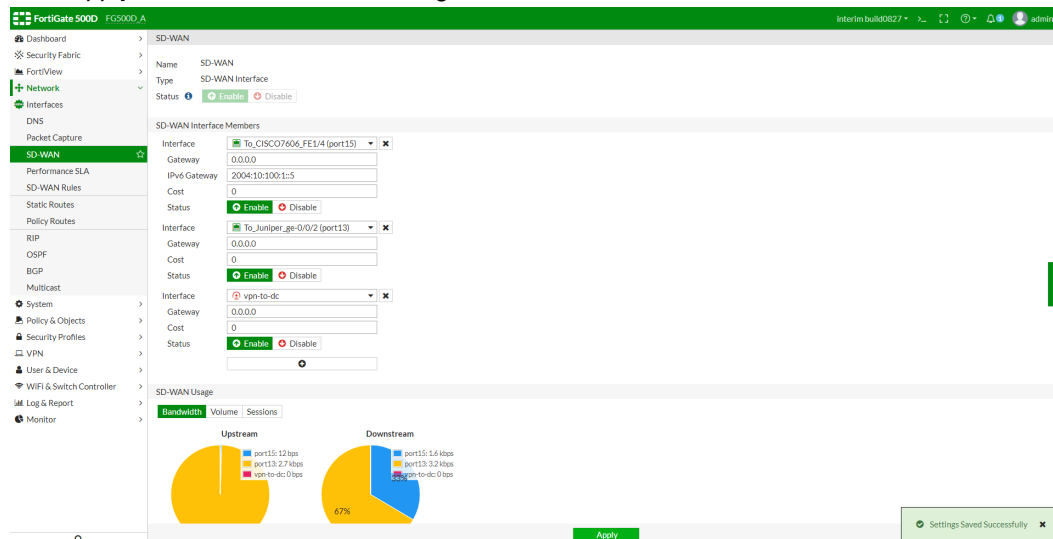 FortiGate 500D FG500D_A
interim build0827
1
admin
Dashboard
Security Fabric
FortiView
Network
Interfaces
DNS
Packet Capture
SD-WAN
Performance SLA
SD-WAN Rules
Static Routes
Policy Routes
RIP
OSPF
BGP
Multicast
System
Policy & Objects
Security Profiles
VPN
User & Device
WiFi & Switch Controller
Log & Report
Monitor
SD-WAN
Name SD-WAN
Type SD-WAN Interface
Status Enable Disable
SD-WAN Interface Members
Interface To_CISCO7606_FE1/4 (port15)
Gateway 0.0.0.0
IPv6 Gateway 2004:10:100:1::5
Cost 0
Status Enable Disable
Interface To_Juniper_ge-0/0/2 (port13)
Gateway 0.0.0.0
Cost 0
Status Enable Disable
Interface vpn-to-dc
Gateway 0.0.0.0
Cost 0
Status Enable Disable
SD-WAN Usage
Bandwidth Volume Sessions
Upstream
port15: 12 bps
port13: 2.7 kbps
vpn-to-dc: 0 bps
Downstream
port15: 1.6 kbps
port13: 3.2 kbps
vpn-to-dc: 0 bps
33%
67%
Apply
Settings Saved Successfully